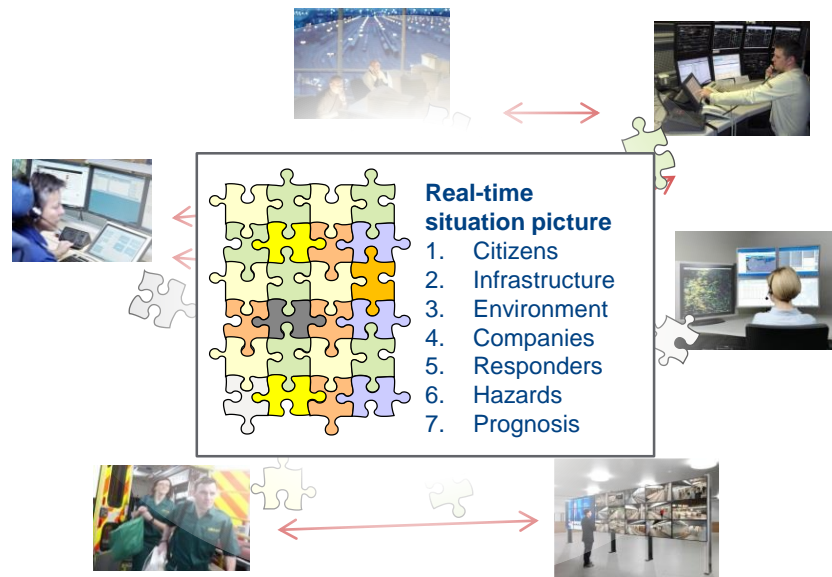 Real-time
situation picture
1. Citizens
2. Infrastructure
3. Environment
4. Companies
5. Responders
6. Hazards
7. Prognosis